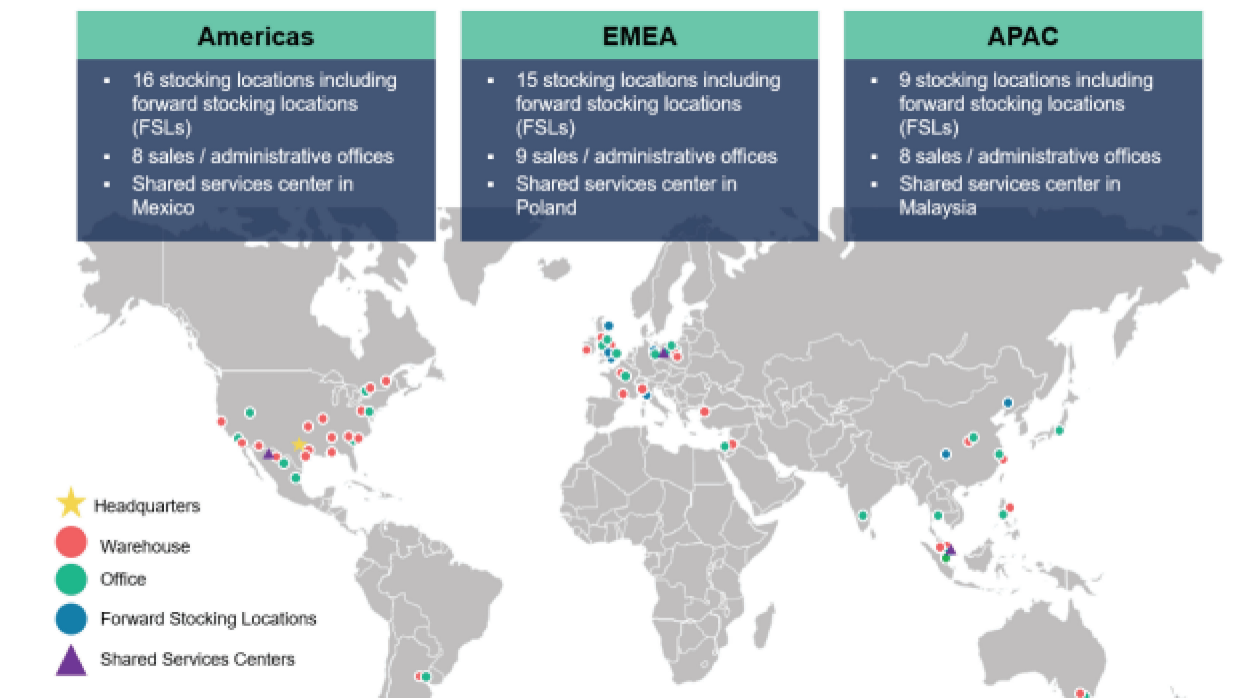 Americas
▪ 16 stocking locations including
forward stocking locations
(FSLs)
▪ 8 sales / administrative offices
▪ Shared services center in
Mexico
EMEA
▪ 15 stocking locations including
forward stocking locations
(FSLs)
▪ 9 sales / administrative offices
▪ Shared services center in
Poland
APAC
▪ 9 stocking locations including
forward stocking locations
(FSLs)
▪ 8 sales / administrative offices
▪ Shared services center in
Malaysia
Headquarters
Warehouse
Office
Forward Stocking Locations
Shared Services Centers